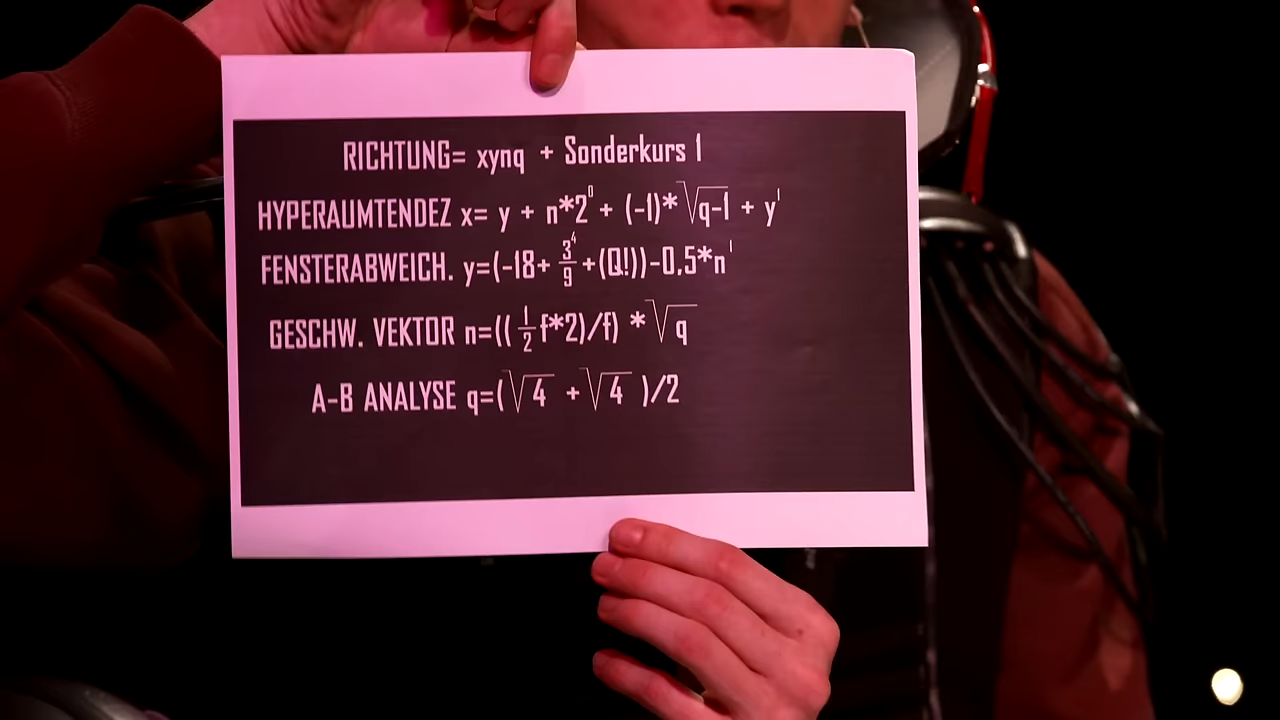 RICHTUNG= xynq + Sonderkurs 1
HYPERAUMTENDEZ x= y + n*2⁰ + (-1)*√q-1 + y¹
FENSTERABWEICH. y=(-18+ 3⁴/9 +(Q!))-0,5*n¹
GESCHW. VEKTOR n=((1/2 f*2)/f) *√q
A-B ANALYSE q=(√4 +√4 )/2